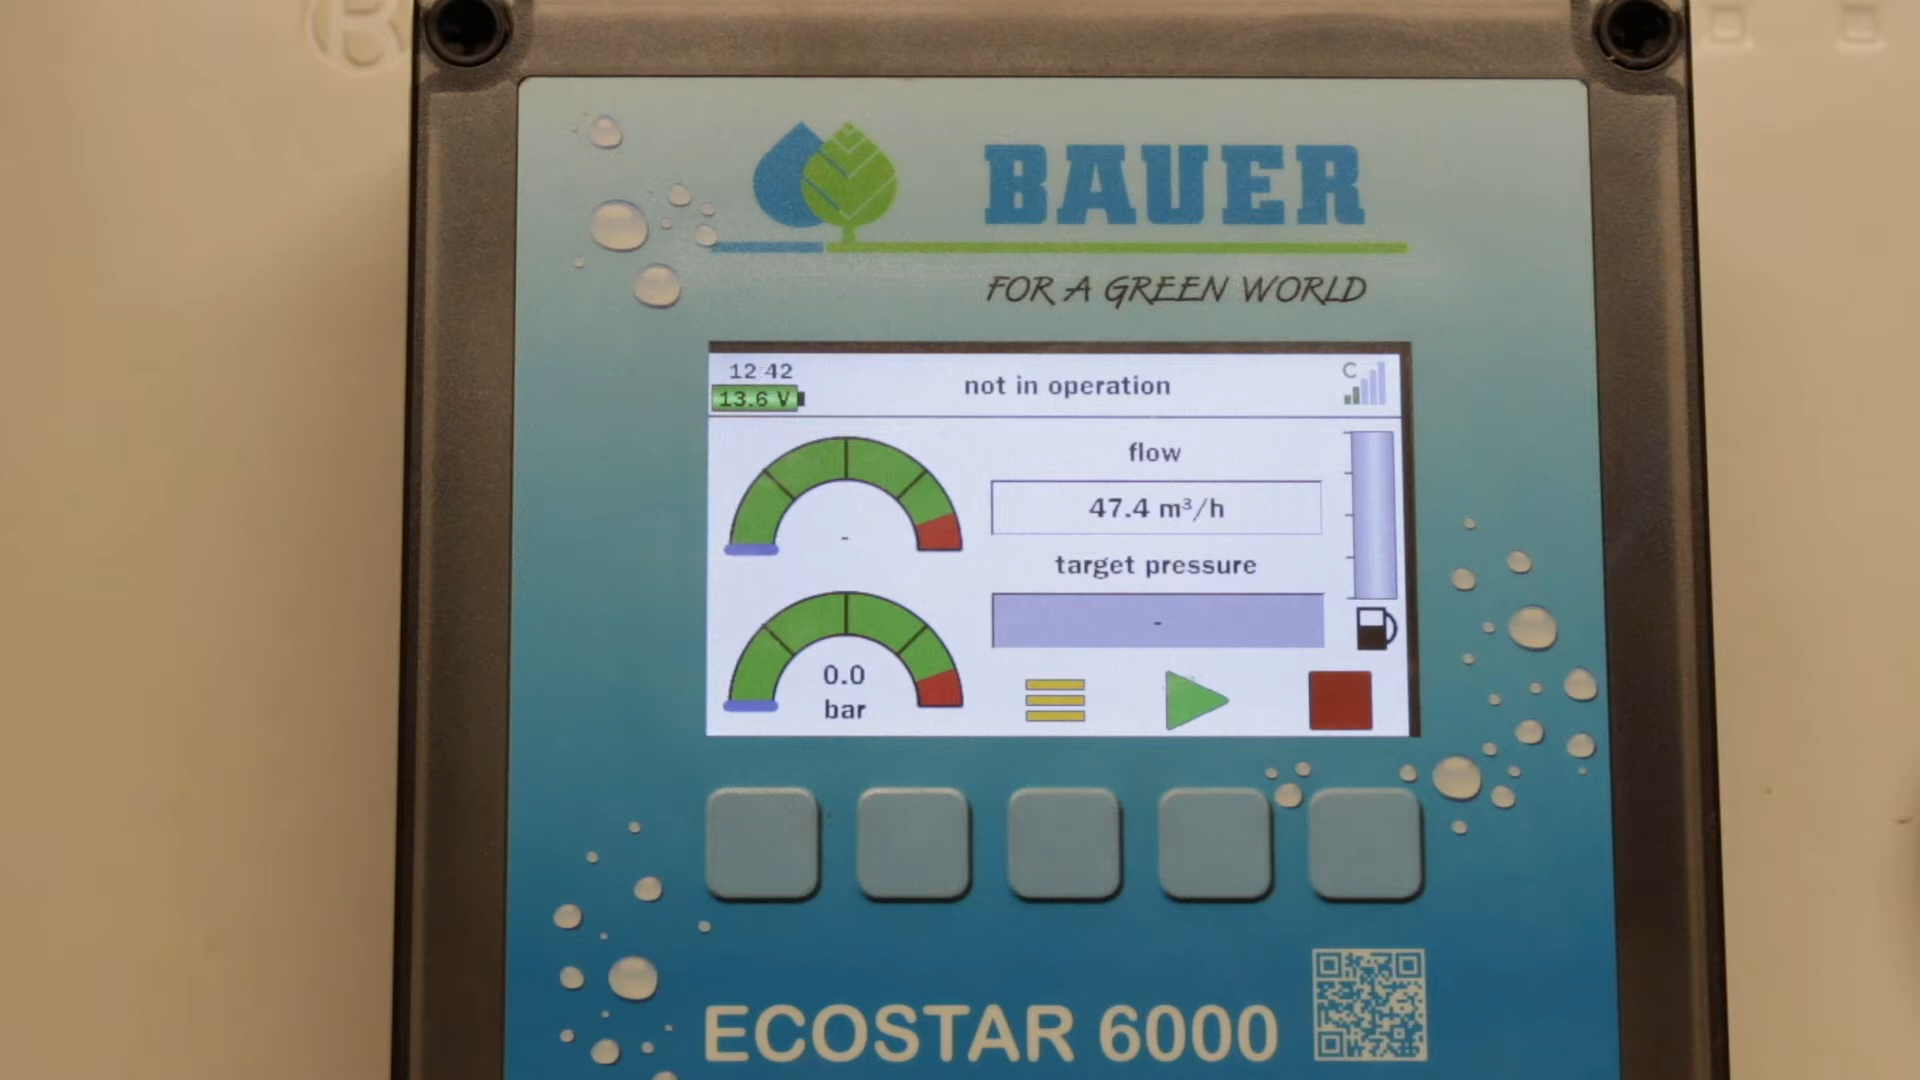 BAUER
FOR A GREEN WORLD
12:42
13.6 V
not in operation
C
flow
47.4 m³/h
-
target pressure
-
0.0
bar
ECOSTAR 6000